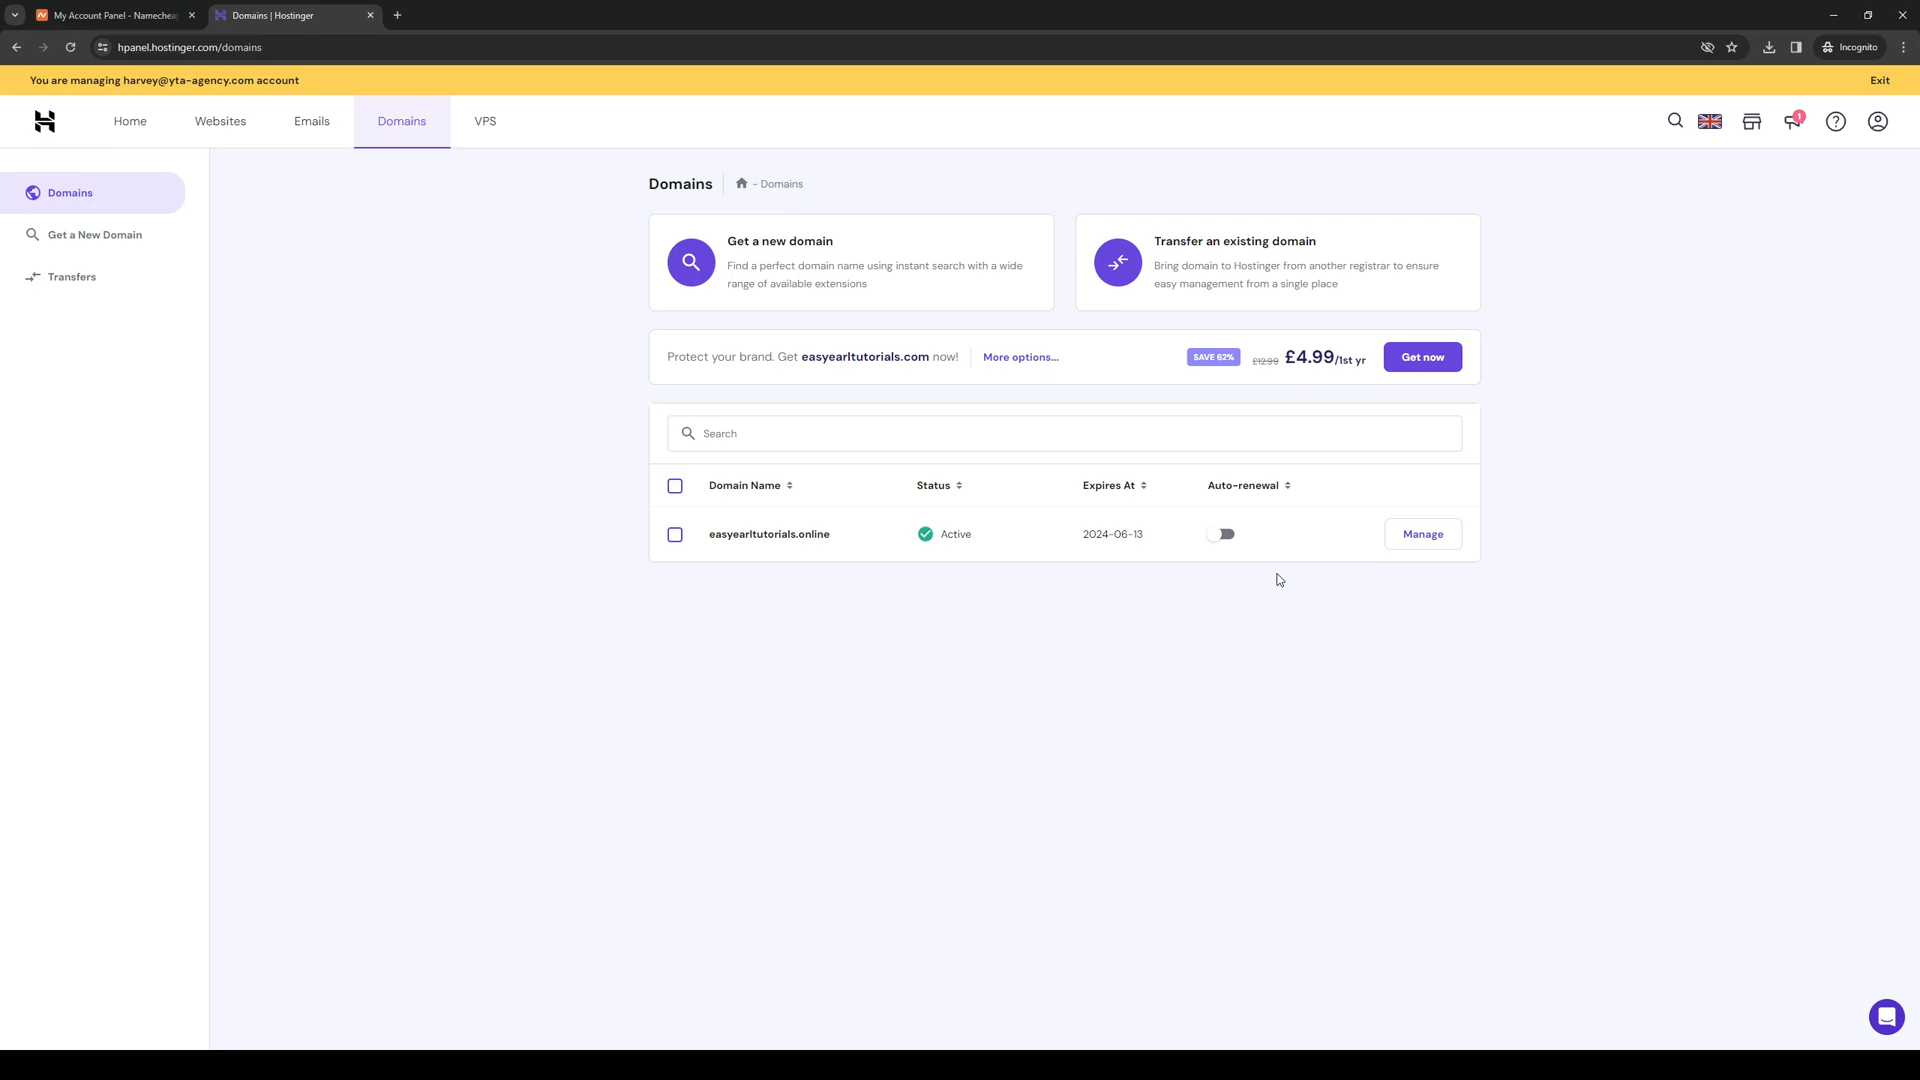 My Account Panel - Namechea
Domains | Hostinger
hpanel.hostinger.com/domains
Incognito
You are managing harvey@yta-agency.com account
Exit
Home
Websites
Emails
Domains
VPS
1
Domains
Get a New Domain
Transfers
Domains
- Domains
Get a new domain
Find a perfect domain name using instant search with a wide
range of available extensions
Transfer an existing domain
Bring domain to Hostinger from another registrar to ensure
easy management from a single place
Protect your brand. Get easyearltutorials.com now!
More options...
SAVE 62%
£12.99 £4.99/1st yr
Get now
Search
Domain Name
Status
Expires At
Auto-renewal
easyearltutorials.online
Active
2024-06-13
Manage